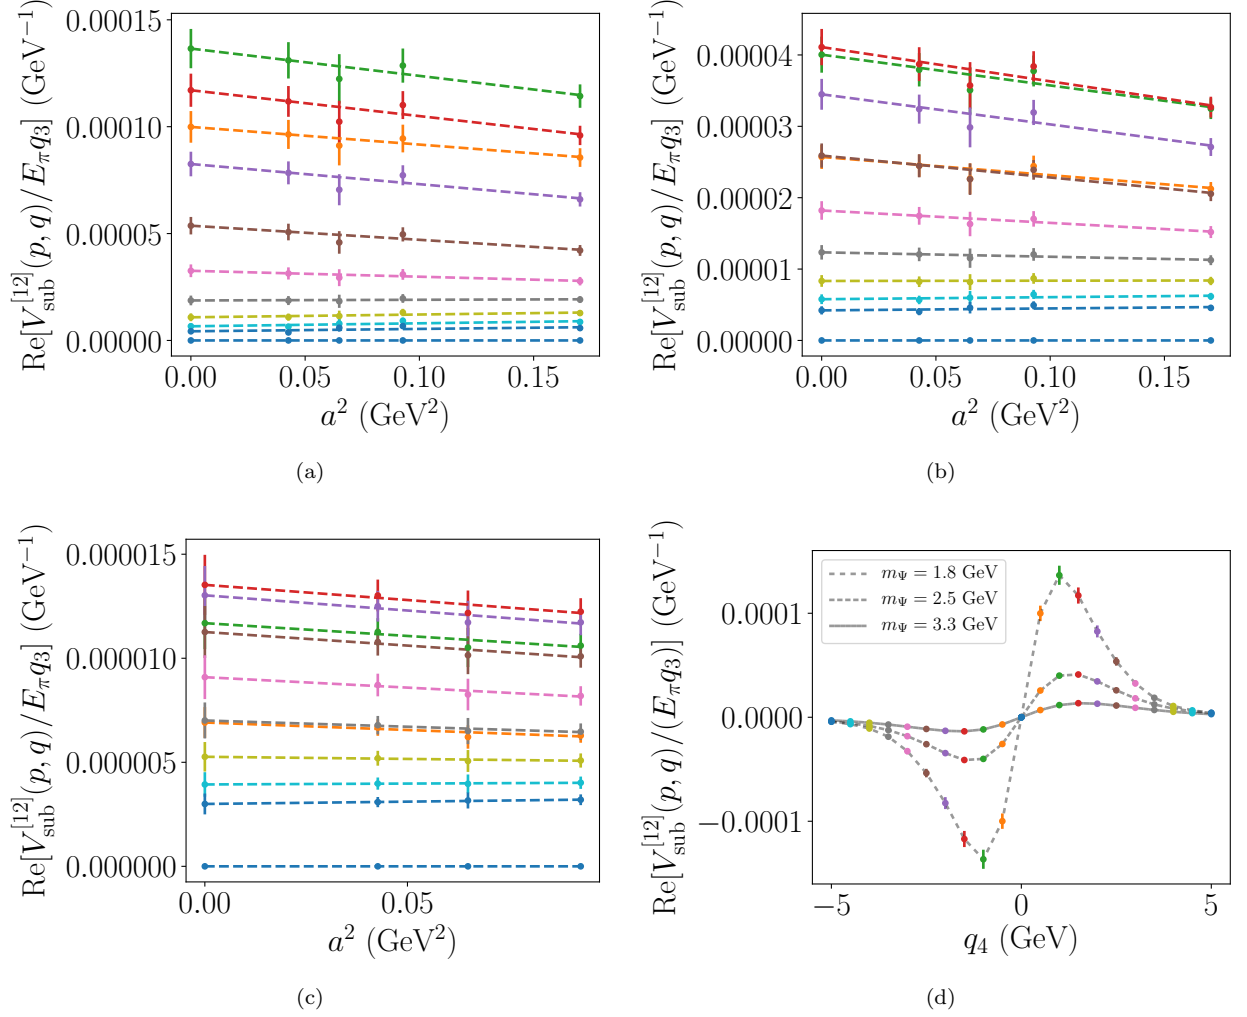 0.00015
0.00010
0.00005
0.00000
Re[V_sub^[12](p, q)/E_π q_3] (GeV^−1)
0.00 0.05 0.10 0.15
a^2 (GeV^2)
(a)
0.00004
0.00003
0.00002
0.00001
0.00000
Re[V_sub^[12](p, q)/E_π q_3] (GeV^−1)
0.00 0.05 0.10 0.15
a^2 (GeV^2)
(b)
0.000015
0.000010
0.000005
0.000000
Re[V_sub^[12](p, q)/E_π q_3] (GeV^−1)
0.00 0.05
a^2 (GeV^2)
(c)
m_Ψ = 1.8 GeV
m_Ψ = 2.5 GeV
m_Ψ = 3.3 GeV
0.0001
0.0000
−0.0001
Re[V_sub^[12](p, q)/(E_π q_3)] (GeV^−1)
−5 0 5
q_4 (GeV)
(d)